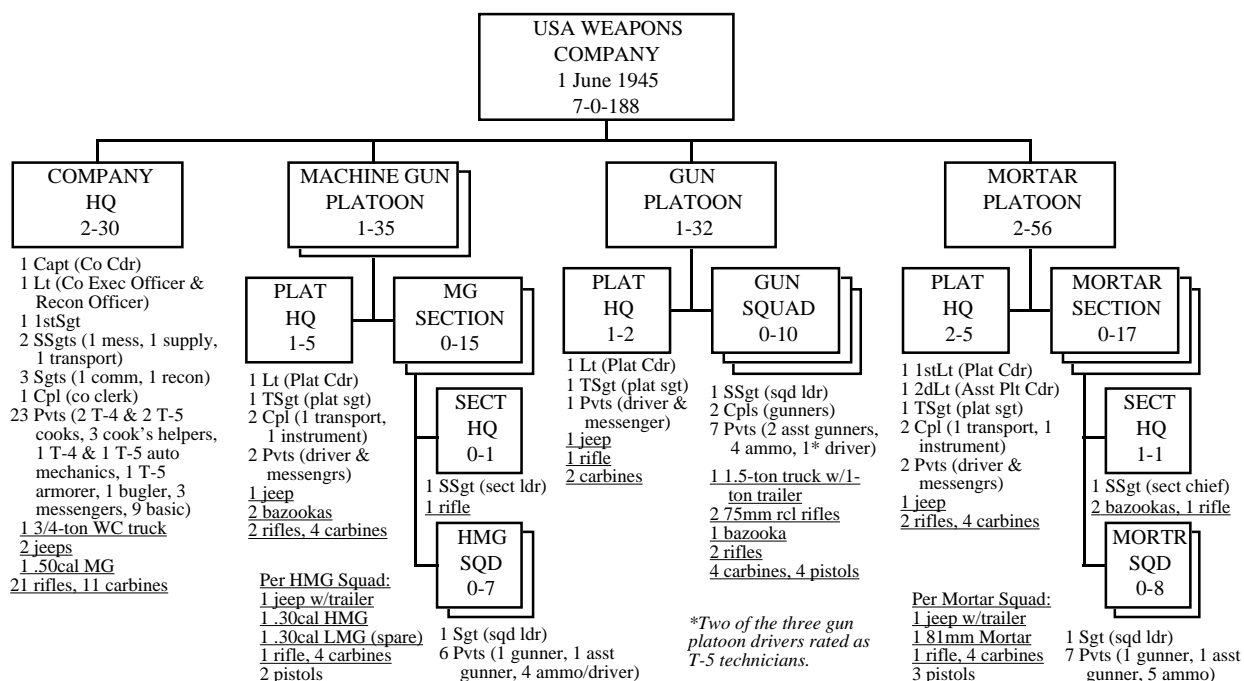 USA WEAPONS
COMPANY
1 June 1945
7-0-188
COMPANY
HQ
2-30
1 Capt (Co Cdr)
1 Lt (Co Exec Officer &
Recon Officer)
1 1stSgt
2 SSgts (1 mess, 1 supply,
1 transport)
3 Sgts (1 comm, 1 recon)
1 Cpl (co clerk)
23 Pvts (2 T-4 & 2 T-5
cooks, 3 cook's helpers,
1 T-4 & 1 T-5 auto
mechanics, 1 T-5
armorer, 1 bugler, 3
messengers, 9 basic)
1 3/4-ton WC truck
2 jeeps
1 .50cal MG
21 rifles, 11 carbines
MACHINE GUN
PLATOON
1-35
PLAT
HQ
1-5
1 Lt (Plat Cdr)
1 TSgt (plat sgt)
2 Cpl (1 transport,
1 instrument)
2 Pvts (driver &
messengrs)
1 jeep
2 bazookas
2 rifles, 4 carbines
Per HMG Squad:
1 jeep w/trailer
1 .30cal HMG
1 .30cal LMG (spare)
1 rifle, 4 carbines
2 pistols
MG
SECTION
0-15
SECT
HQ
0-1
1 SSgt (sect ldr)
1 rifle
HMG
SQD
0-7
1 Sgt (sqd ldr)
6 Pvts (1 gunner, 1 asst
gunner, 4 ammo/driver)
GUN
PLATOON
1-32
PLAT
HQ
1-2
1 Lt (Plat Cdr)
1 TSgt (plat sgt)
1 Pvts (driver &
messenger)
1 jeep
1 rifle
2 carbines
GUN
SQUAD
0-10
1 SSgt (sqd ldr)
2 Cpls (gunners)
7 Pvts (2 asst gunners,
4 ammo, 1* driver)
1 1.5-ton truck w/1-
ton trailer
2 75mm rcl rifles
1 bazooka
2 rifles
4 carbines, 4 pistols
*Two of the three gun
platoon drivers rated as
T-5 technicians.
MORTAR
PLATOON
2-56
PLAT
HQ
2-5
1 1stLt (Plat Cdr)
1 2dLt (Asst Plt Cdr)
1 TSgt (plat sgt)
2 Cpl (1 transport, 1
instrument)
2 Pvts (driver &
messengrs)
1 jeep
2 rifles, 4 carbines
Per Mortar Squad:
1 jeep w/trailer
1 81mm Mortar
1 rifle, 4 carbines
3 pistols
MORTAR
SECTION
0-17
SECT
HQ
1-1
1 SSgt (sect chief)
2 bazookas, 1 rifle
MORTR
SQD
0-8
1 Sgt (sqd ldr)
7 Pvts (1 gunner, 1 asst
gunner, 5 ammo)